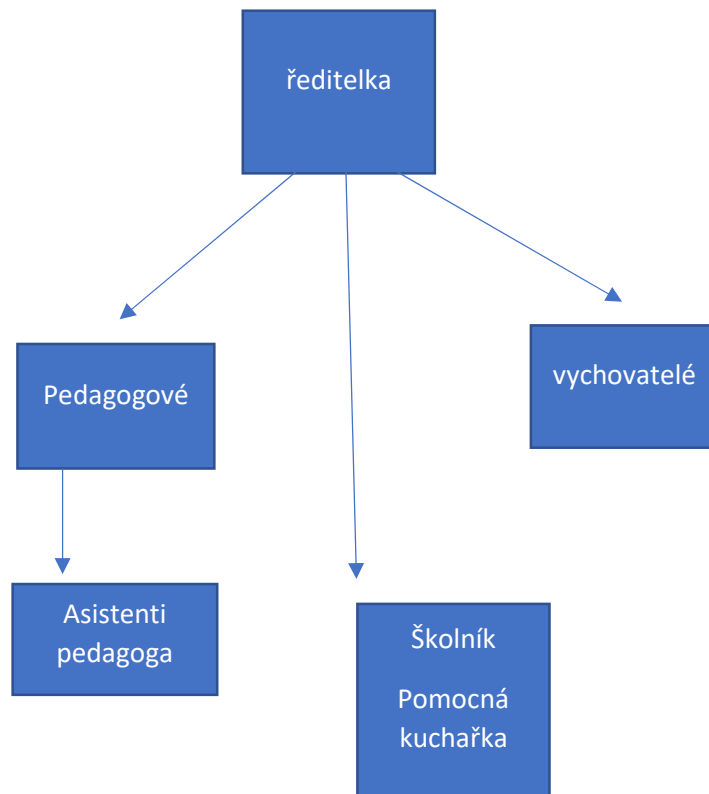 ředitelka
Pedagogové
vychovatelé
Asistenti
pedagoga
Školník
Pomocná
kuchařka